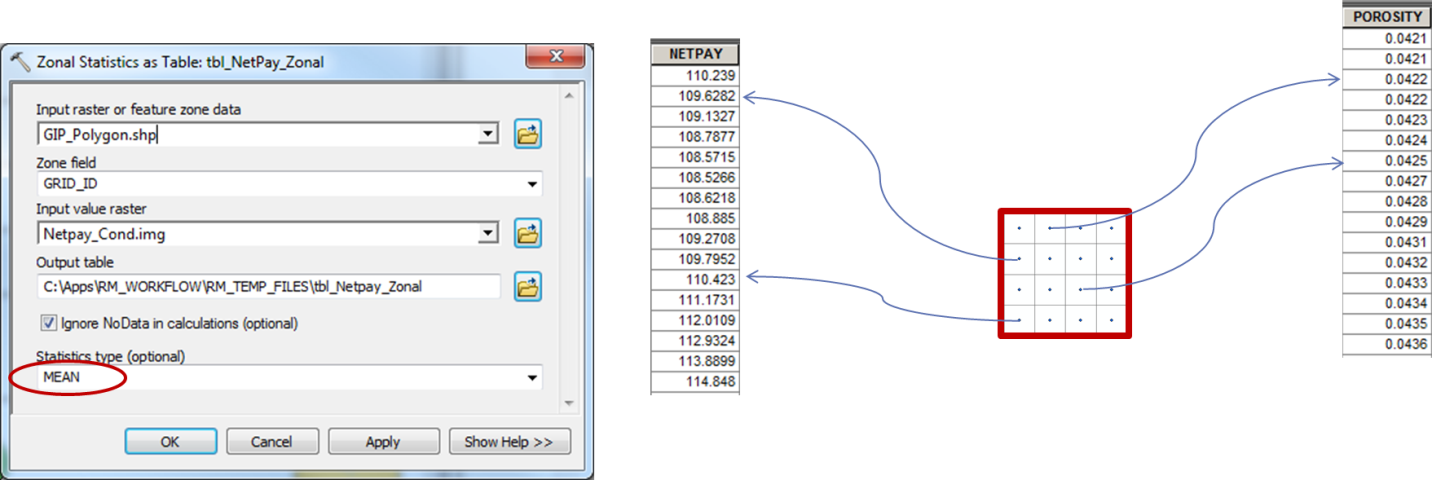 Zonal Statistics as Table: tbl_NetPay_Zonal
Input raster or feature zone data
GIP_Polygon.shp
Zone field
GRID_ID
Input value raster
Netpay_Cond.img
Output table
C:\Apps\RM_WORKFLOW\RM_TEMP_FILES\tbl_Netpay_Zonal
Ignore NoData in calculations (optional)
Statistics type (optional)
MEAN
OK Cancel Apply Show Help >>
NETPAY
110.239
109.6282
109.1327
108.7877
108.5715
108.5266
108.6218
108.885
109.2708
109.7952
110.423
111.1731
112.0109
112.9324
113.8899
114.848
POROSITY
0.0421
0.0421
0.0422
0.0422
0.0423
0.0424
0.0425
0.0427
0.0428
0.0429
0.0431
0.0432
0.0433
0.0434
0.0435
0.0436